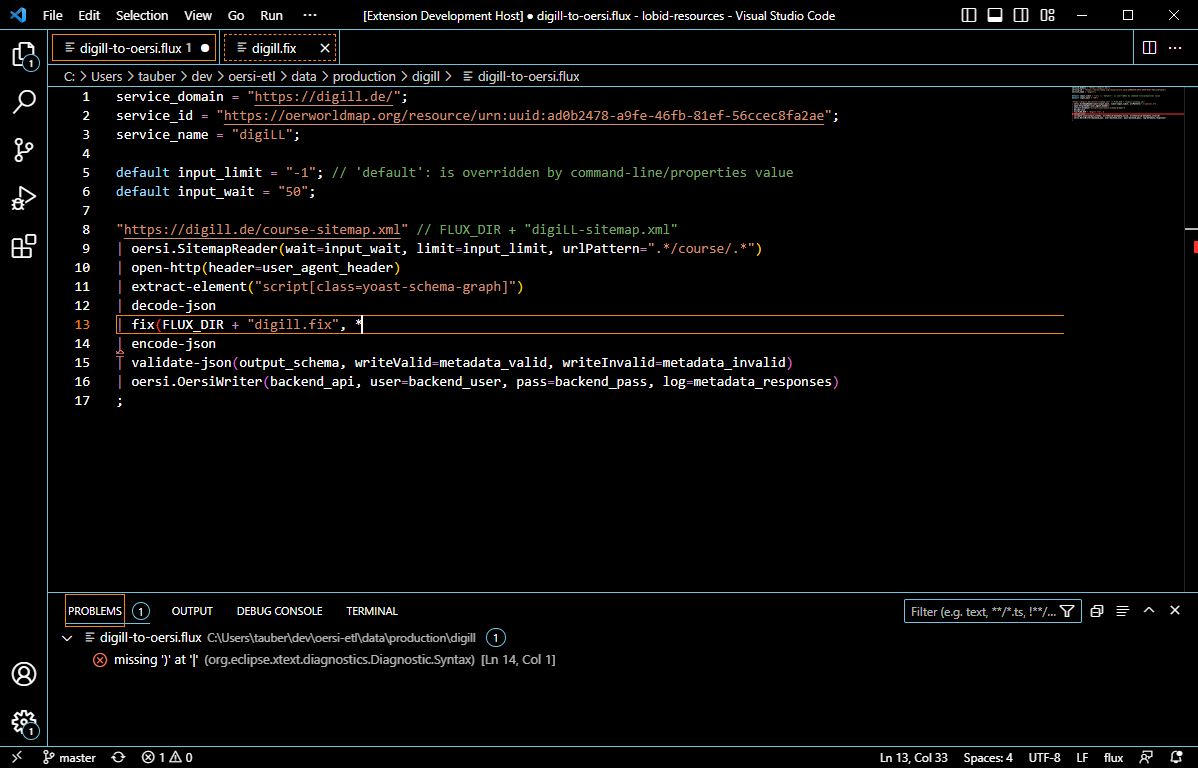 File Edit Selection View Go Run ··· [Extension Development Host] ● digill-to-oersi.flux - lobid-resources - Visual Studio Code
digill-to-oersi.flux 1 ● digill.fix
C: > Users > tauber > dev > oersi-etl > data > production > digill > digill-to-oersi.flux
1 service_domain = "https://digill.de/";
2 service_id = "https://oerworldmap.org/resource/urn:uuid:ad0b2478-a9fe-46fb-81ef-56ccec8fa2ae";
3 service_name = "digiLL";
4
5 default input_limit = "-1"; // 'default': is overridden by command-line/properties value
6 default input_wait = "50";
7
8 "https://digill.de/course-sitemap.xml" // FLUX_DIR + "digiLL-sitemap.xml"
9 | oersi.SitemapReader(wait=input_wait, limit=input_limit, urlPattern=".*/course/.*")
10 | open-http(header=user_agent_header)
11 | extract-element("script[class=yoast-schema-graph]")
12 | decode-json
13 | fix(FLUX_DIR + "digill.fix", *
14 | encode-json
15 | validate-json(output_schema, writeValid=metadata_valid, writeInvalid=metadata_invalid)
16 | oersi.OersiWriter(backend_api, user=backend_user, pass=backend_pass, log=metadata_responses)
17 ;
PROBLEMS 1 OUTPUT DEBUG CONSOLE TERMINAL Filter (e.g. text, **/*.ts, !**/...
digill-to-oersi.flux C:\Users\tauber\dev\oersi-etl\data\production\digill 1
missing ')' at '|' (org.eclipse.xtext.diagnostics.Diagnostic.Syntax) [Ln 14, Col 1]
master 1 0 Ln 13, Col 33 Spaces: 4 UTF-8 LF flux